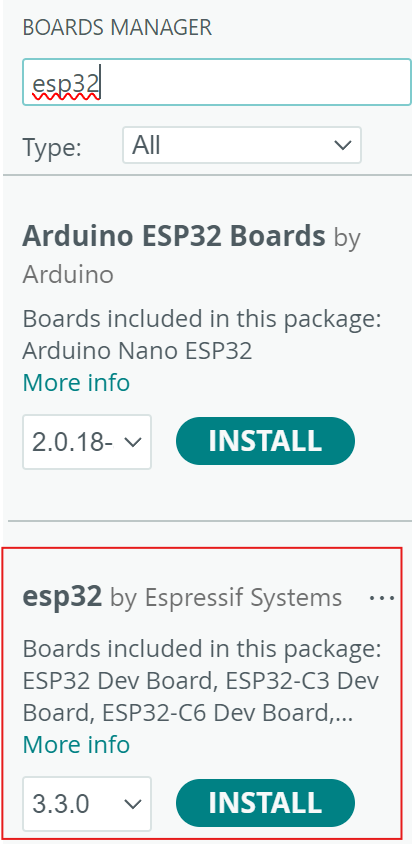 BOARDS MANAGER
esp32
Type:
All
Arduino ESP32 Boards by
Arduino
Boards included in this package:
Arduino Nano ESP32
More info
2.0.18-
INSTALL
esp32 by Espressif Systems ...
Boards included in this package:
ESP32 Dev Board, ESP32-C3 Dev
Board, ESP32-C6 Dev Board,...
More info
3.3.0
INSTALL